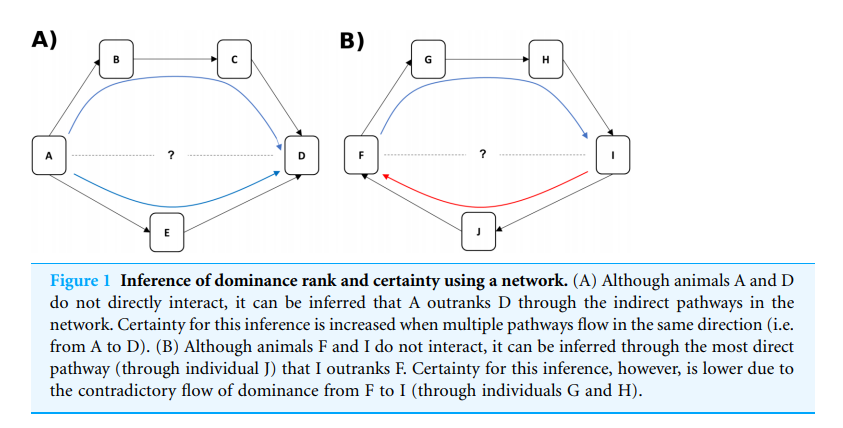 A)
B)
B
C
G
H
A
?
D
F
?
I
E
J
Figure 1 Inference of dominance rank and certainty using a network. (A) Although animals A and D
do not directly interact, it can be inferred that A outranks D through the indirect pathways in the
network. Certainty for this inference is increased when multiple pathways flow in the same direction (i.e.
from A to D). (B) Although animals F and I do not interact, it can be inferred through the most direct
pathway (through individual J) that I outranks F. Certainty for this inference, however, is lower due to
the contradictory flow of dominance from F to I (through individuals G and H).